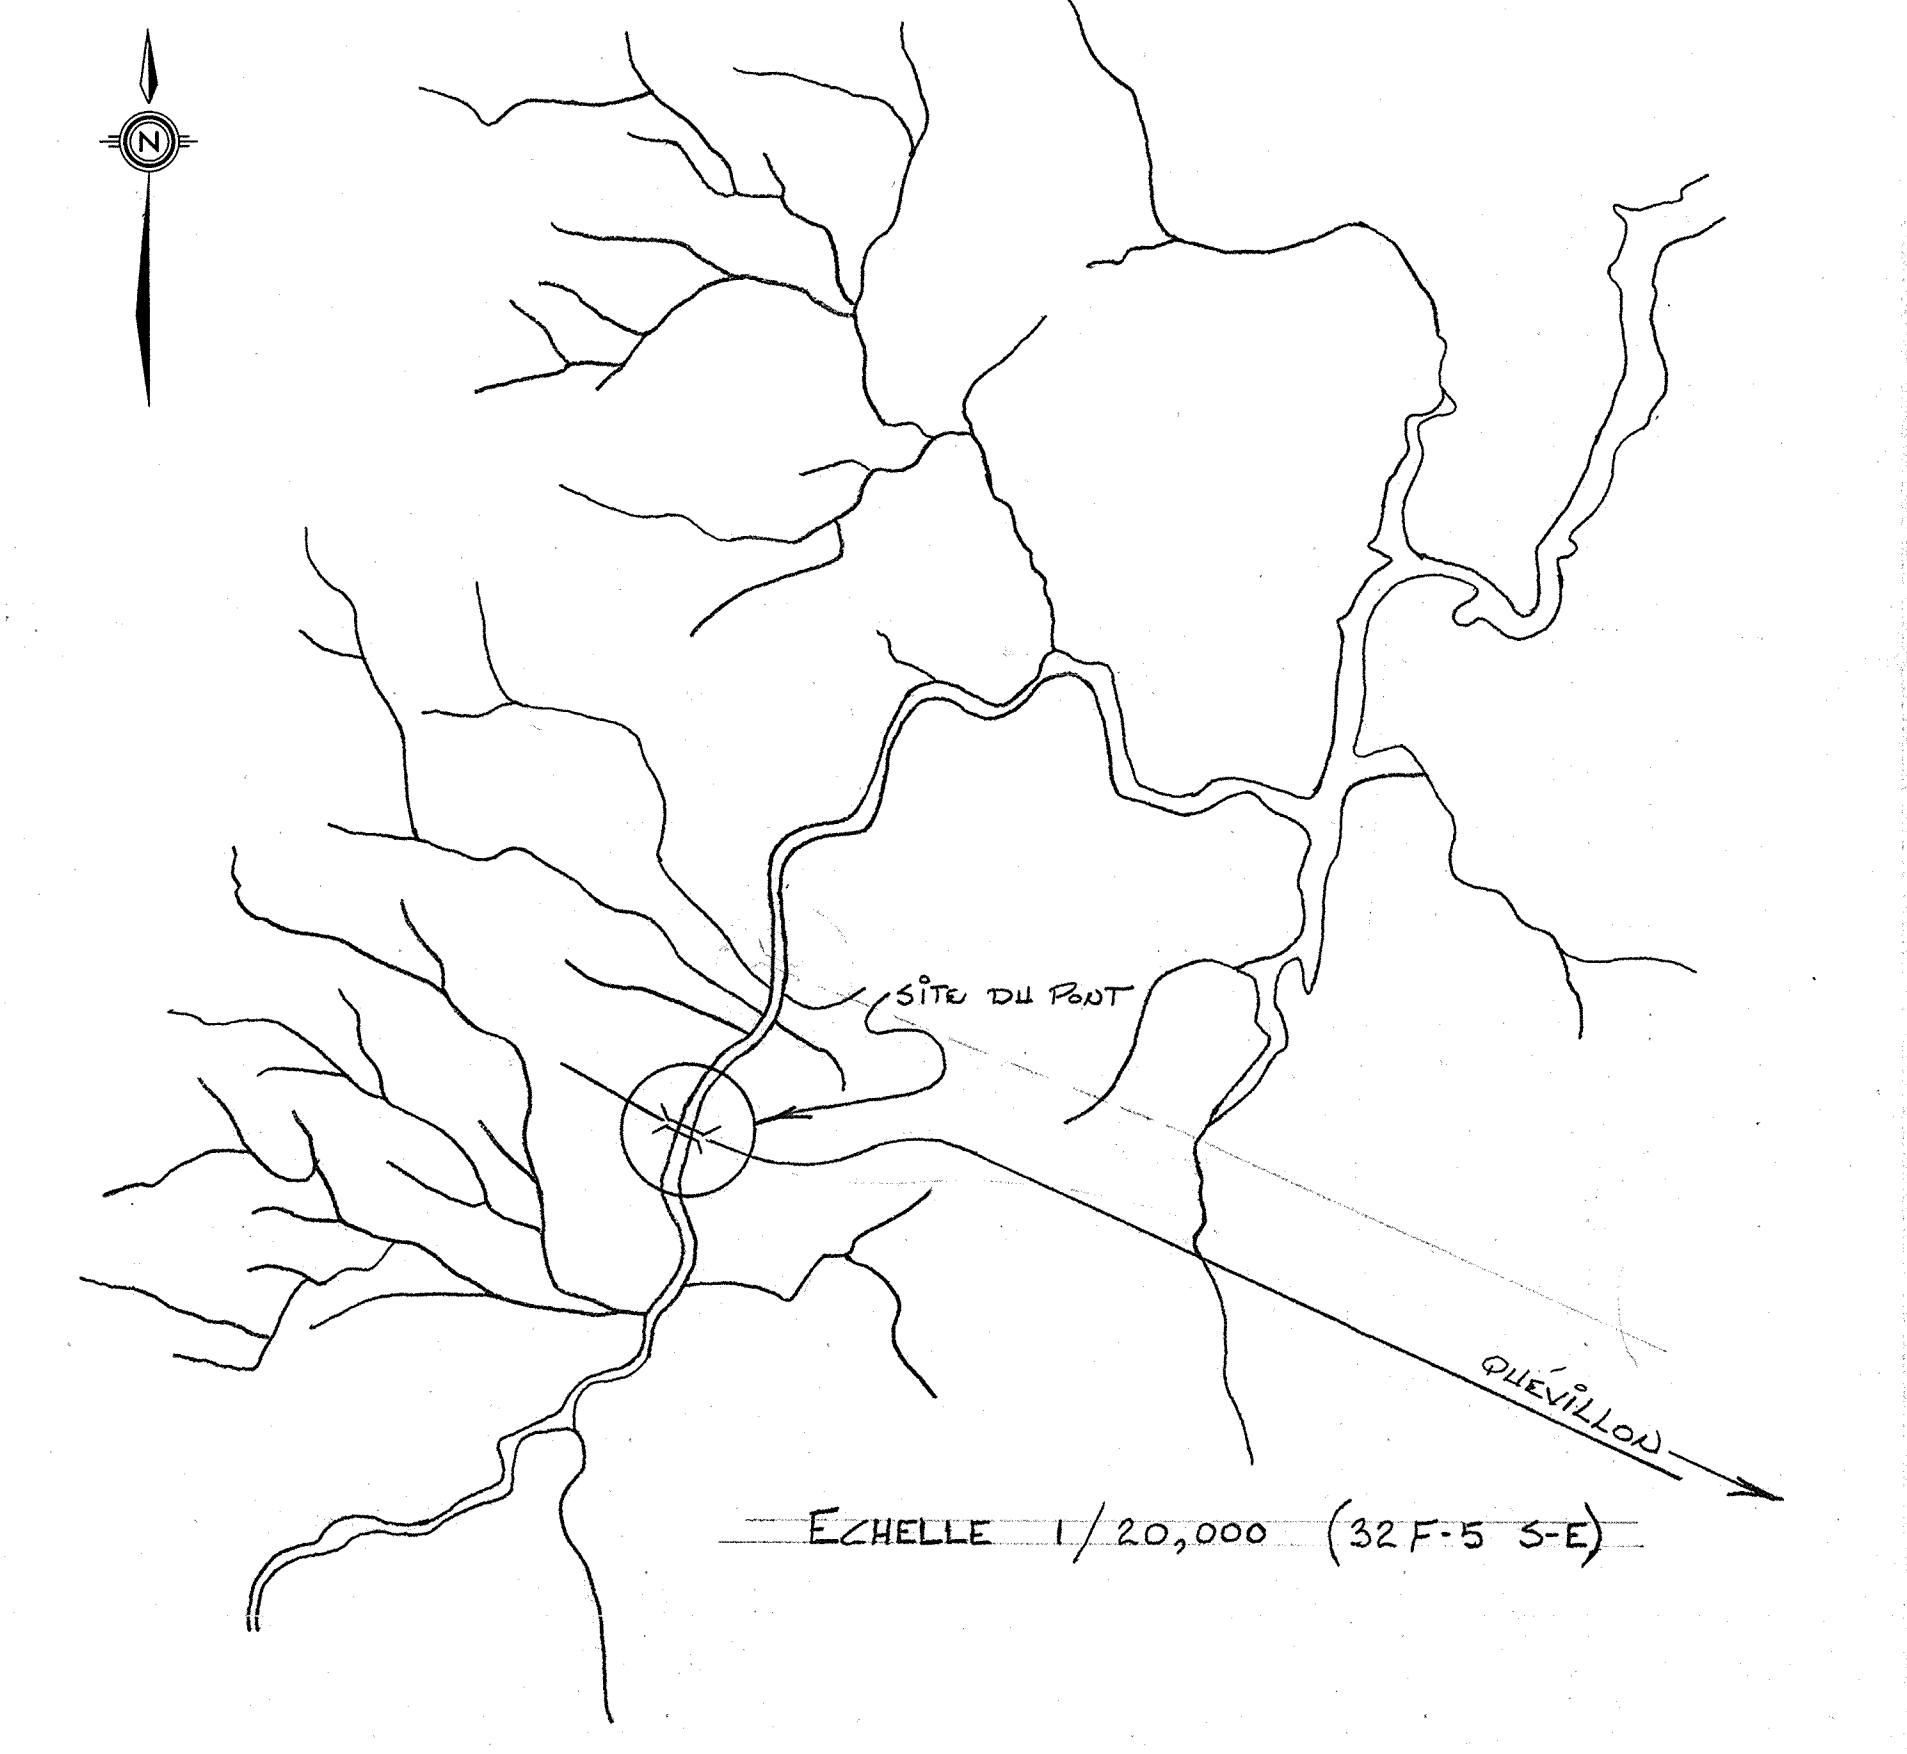 N
SITE DU PONT
QUÉVILLON
ECHELLE 1/20,000 (32F-5 S-E)